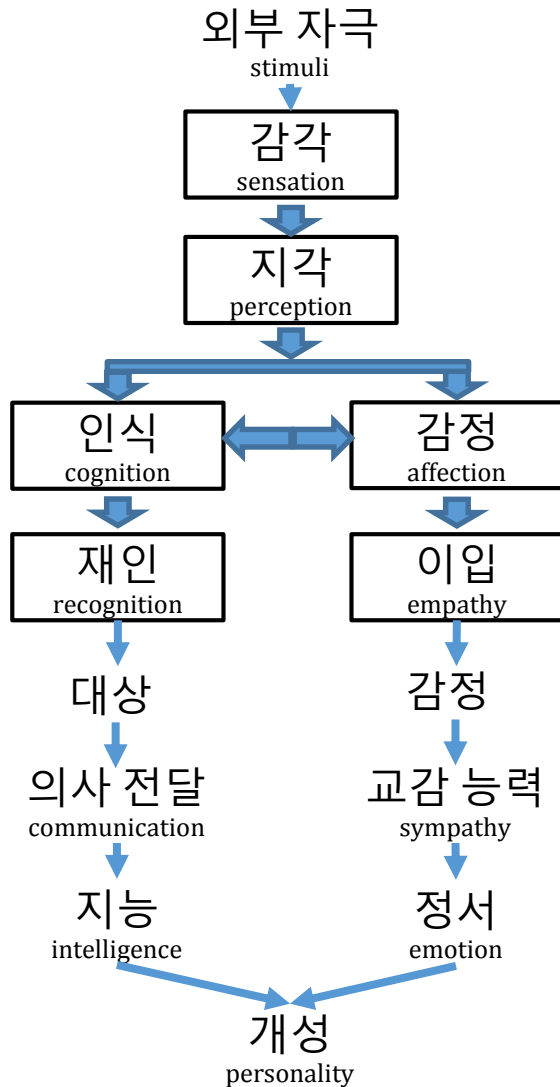 외부 자극
stimuli
감각
sensation
지각
perception
인식
cognition
감정
affection
재인
recognition
이입
empathy
대상
감정
의사 전달
communication
교감 능력
sympathy
지능
intelligence
정서
emotion
개성
personality